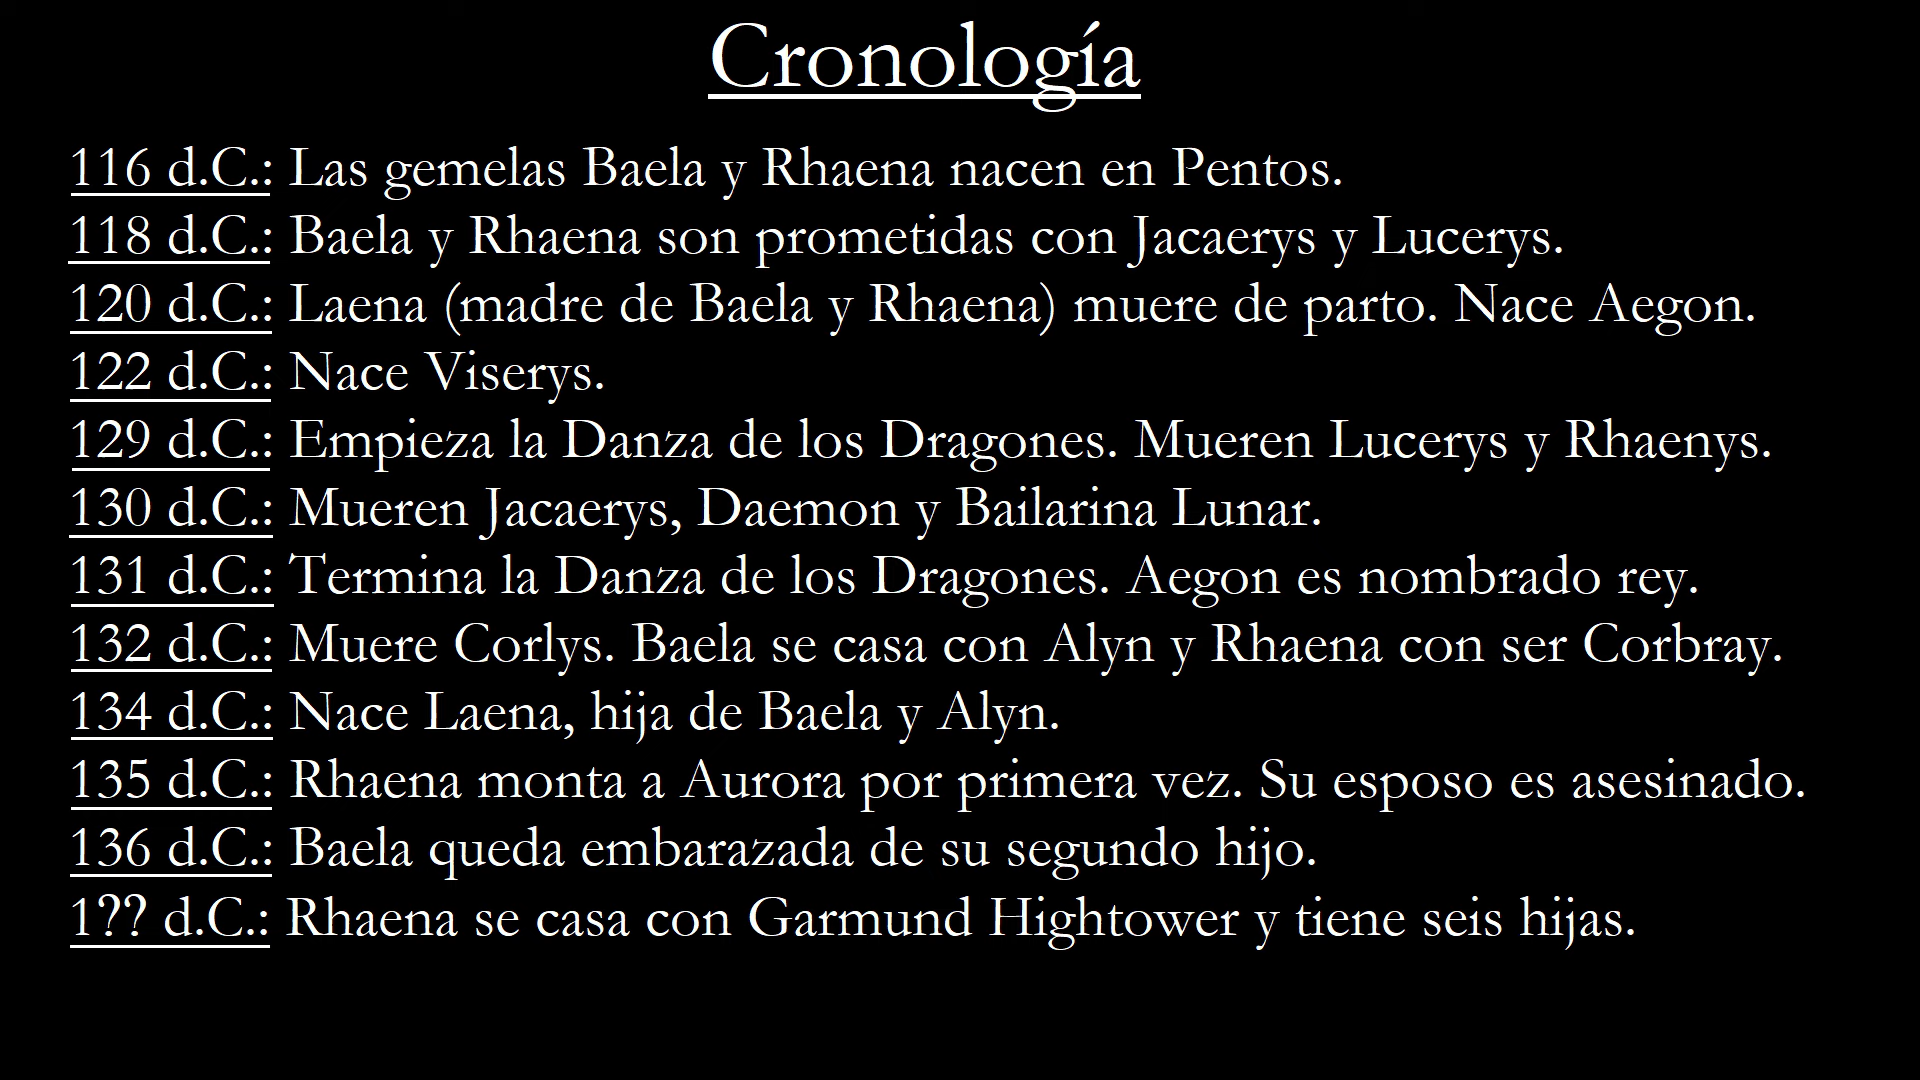 Cronología
116 d.C.: Las gemelas Baela y Rhaena nacen en Pentos.
118 d.C.: Baela y Rhaena son prometidas con Jacaerys y Lucerys.
120 d.C.: Laena (madre de Baela y Rhaena) muere de parto. Nace Aegon.
122 d.C.: Nace Viserys.
129 d.C.: Empieza la Danza de los Dragones. Mueren Lucerys y Rhaenys.
130 d.C.: Mueren Jacaerys, Daemon y Bailarina Lunar.
131 d.C.: Termina la Danza de los Dragones. Aegon es nombrado rey.
132 d.C.: Muere Corlys. Baela se casa con Alyn y Rhaena con ser Corbray.
134 d.C.: Nace Laena, hija de Baela y Alyn.
135 d.C.: Rhaena monta a Aurora por primera vez. Su esposo es asesinado.
136 d.C.: Baela queda embarazada de su segundo hijo.
1?? d.C.: Rhaena se casa con Garmund Hightower y tiene seis hijas.